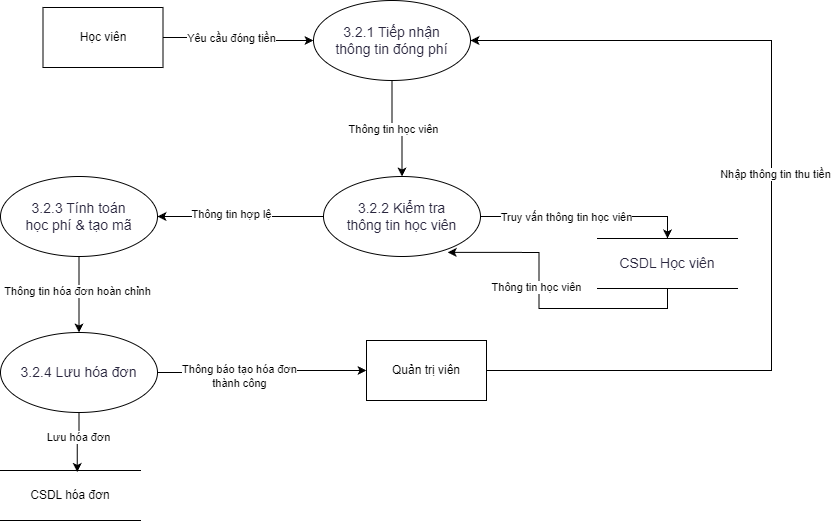 Học viên
Yêu cầu đóng tiền
3.2.1 Tiếp nhận
thông tin đóng phí
Thông tin học viên
Nhập thông tin thu tiền
3.2.3 Tính toán
học phí & tạo mã
Thông tin hợp lệ
3.2.2 Kiểm tra
thông tin học viên
Truy vấn thông tin học viên
CSDL Học viên
Thông tin học viên
Thông tin hóa đơn hoàn chỉnh
3.2.4 Lưu hóa đơn
Thông báo tạo hóa đơn
thành công
Quản trị viên
Lưu hóa đơn
CSDL hóa đơn